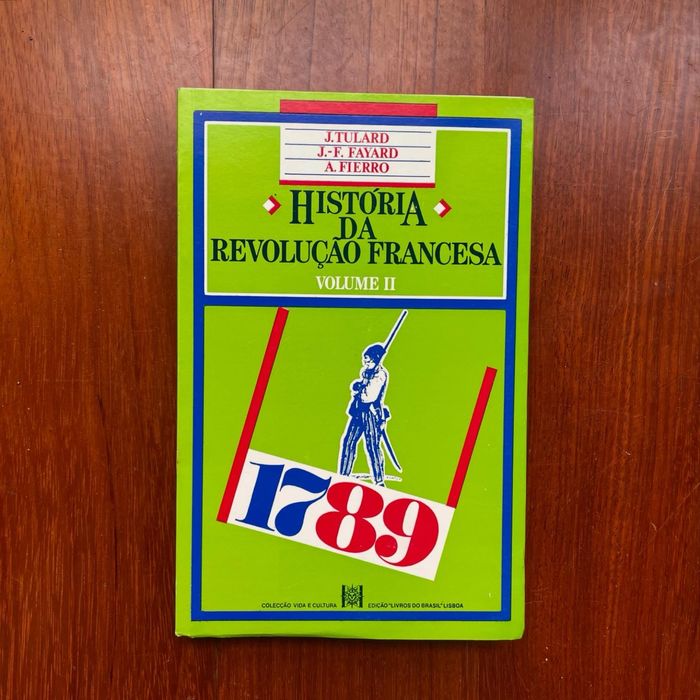 J. TULARD
J.-F. FAYARD
A. FIERRO
HISTÓRIA
DA
REVOLUÇÃO FRANCESA
VOLUME II
1789
COLECÇÃO VIDA E CULTURA EDIÇÃO "LIVROS DO BRASIL" LISBOA